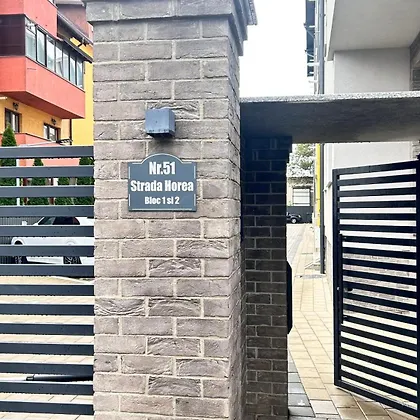 Nr.51
Strada Horea
Bloc 1 si 2